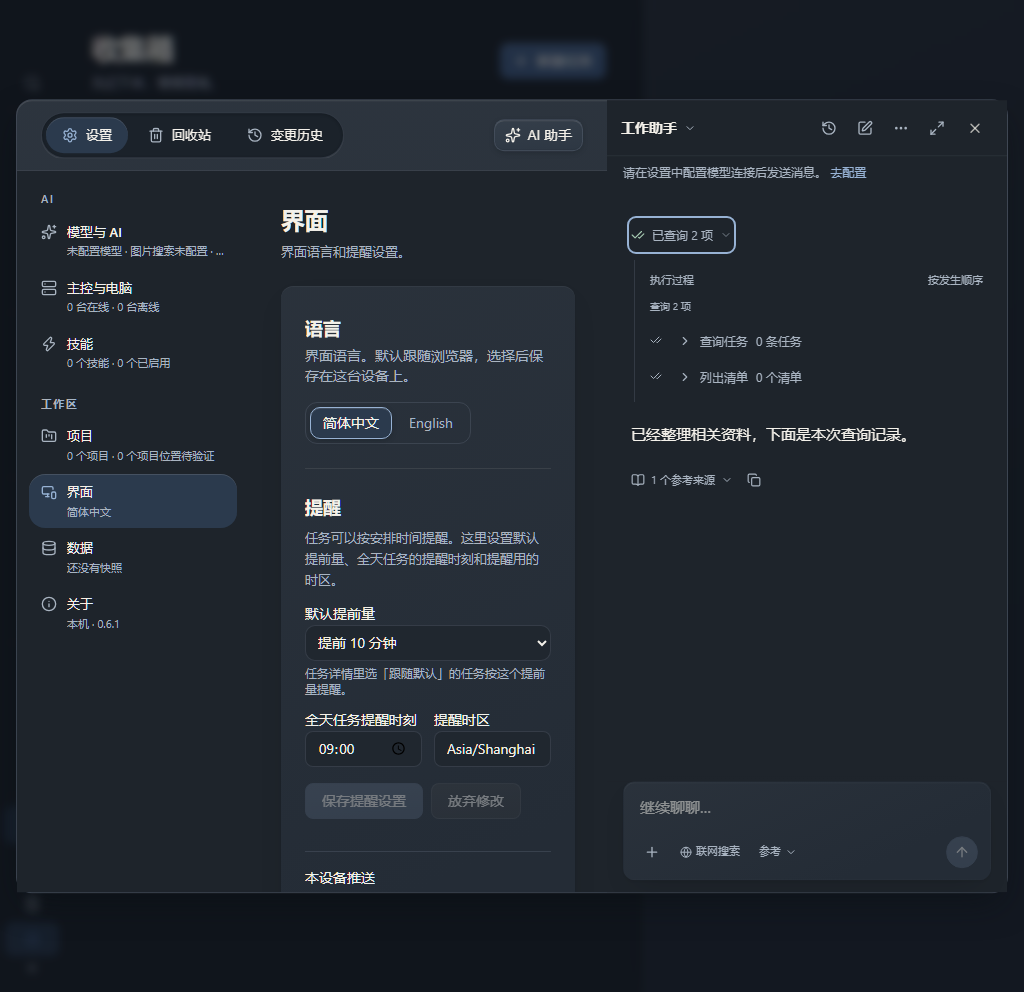 收集箱
设置
回收站
变更历史
AI 助手
AI
模型与 AI
未配置模型 · 图片搜索未配置 · ...
主控与电脑
0 台在线 · 0 台离线
技能
0 个技能 · 0 个已启用
工作区
项目
0 个项目 · 0 个项目位置待验证
界面
简体中文
数据
还没有快照
关于
本机 · 0.6.1
界面
界面语言和提醒设置。
语言
界面语言。默认跟随浏览器，选择后保
存在这台设备上。
简体中文
English
提醒
任务可以按安排时间提醒。这里设置默认
提前量、全天任务的提醒时刻和提醒用的
时区。
默认提前量
提前 10 分钟
任务详情里选「跟随默认」的任务按这个提前
量提醒。
全天任务提醒时刻
提醒时区
09:00
Asia/Shanghai
保存提醒设置
放弃修改
本设备推送
工作助手
请在设置中配置模型连接后发送消息。 去配置
已查询 2 项
执行过程
按发生顺序
查询 2 项
查询任务 0 条任务
列出清单 0 个清单
已经整理相关资料，下面是本次查询记录。
1 个参考来源
继续聊聊...
联网搜索
参考